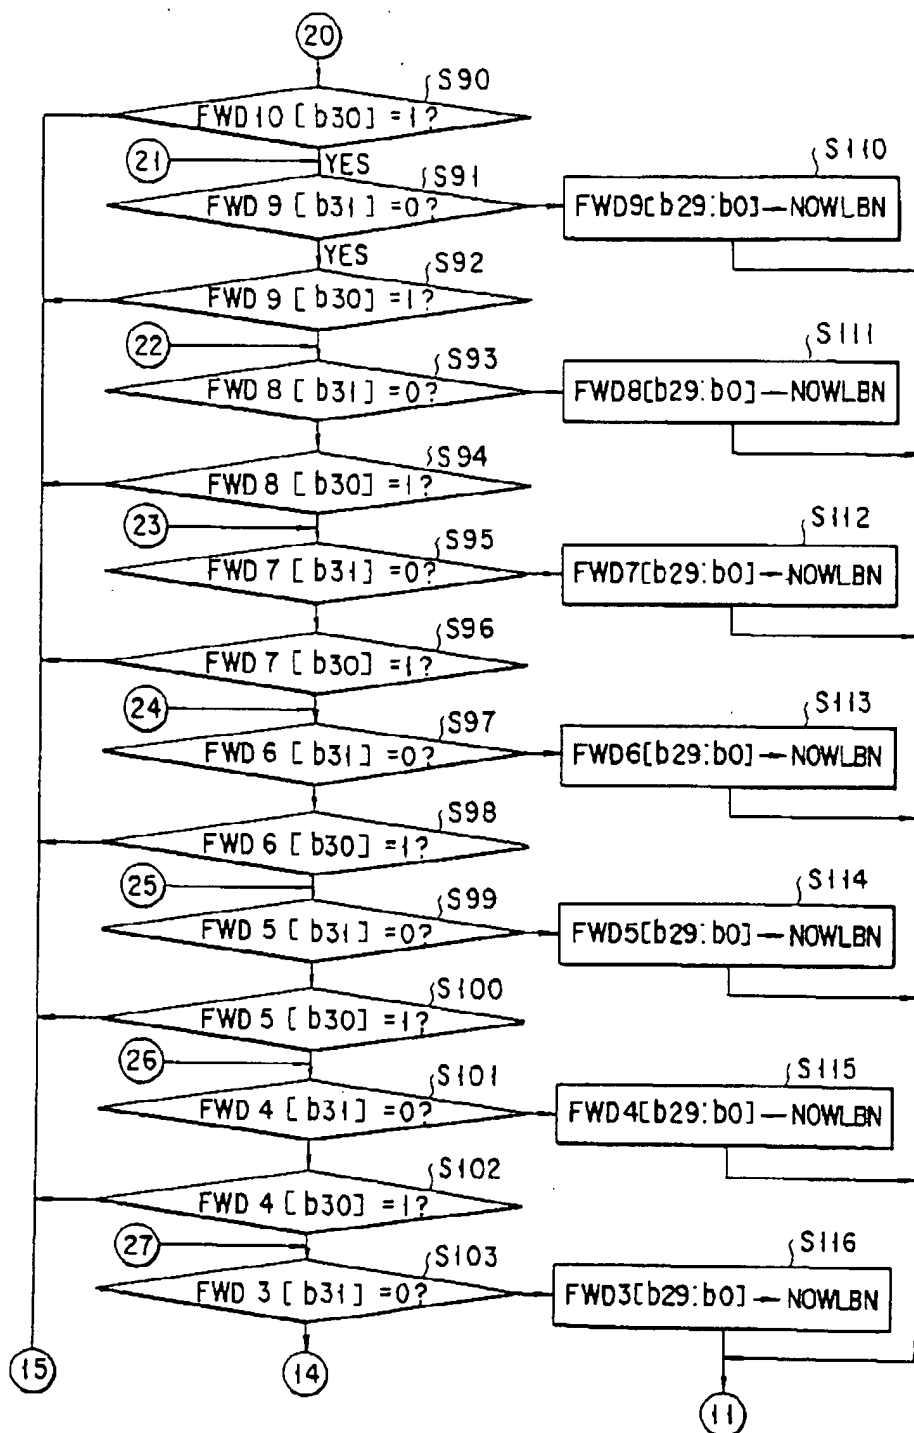 20
S90
FWD10 [b30] =1?
21
YES
S91
S110
FWD 9 [b31] =0?
FWD9[b29:b0]—NOWLBN
YES
S92
FWD 9 [b30] =1?
22
S93
S111
FWD 8 [b31] =0?
FWD8[b29:b0]—NOWLBN
S94
FWD 8 [b30] =1?
23
S95
S112
FWD 7 [b31] =0?
FWD7[b29:b0]—NOWLBN
S96
FWD 7 [b30] =1?
24
S97
S113
FWD 6 [b31] =0?
FWD6[b29:b0]—NOWLBN
S98
FWD 6 [b30] =1?
25
S99
S114
FWD 5 [b31] =0?
FWD5[b29:b0]—NOWLBN
S100
FWD 5 [b30] =1?
26
S101
S115
FWD 4 [b31] =0?
FWD4[b29:b0]—NOWLBN
S102
FWD 4 [b30] =1?
27
S103
S116
FWD 3 [b31] =0?
FWD3[b29:b0]—NOWLBN
15
14
11